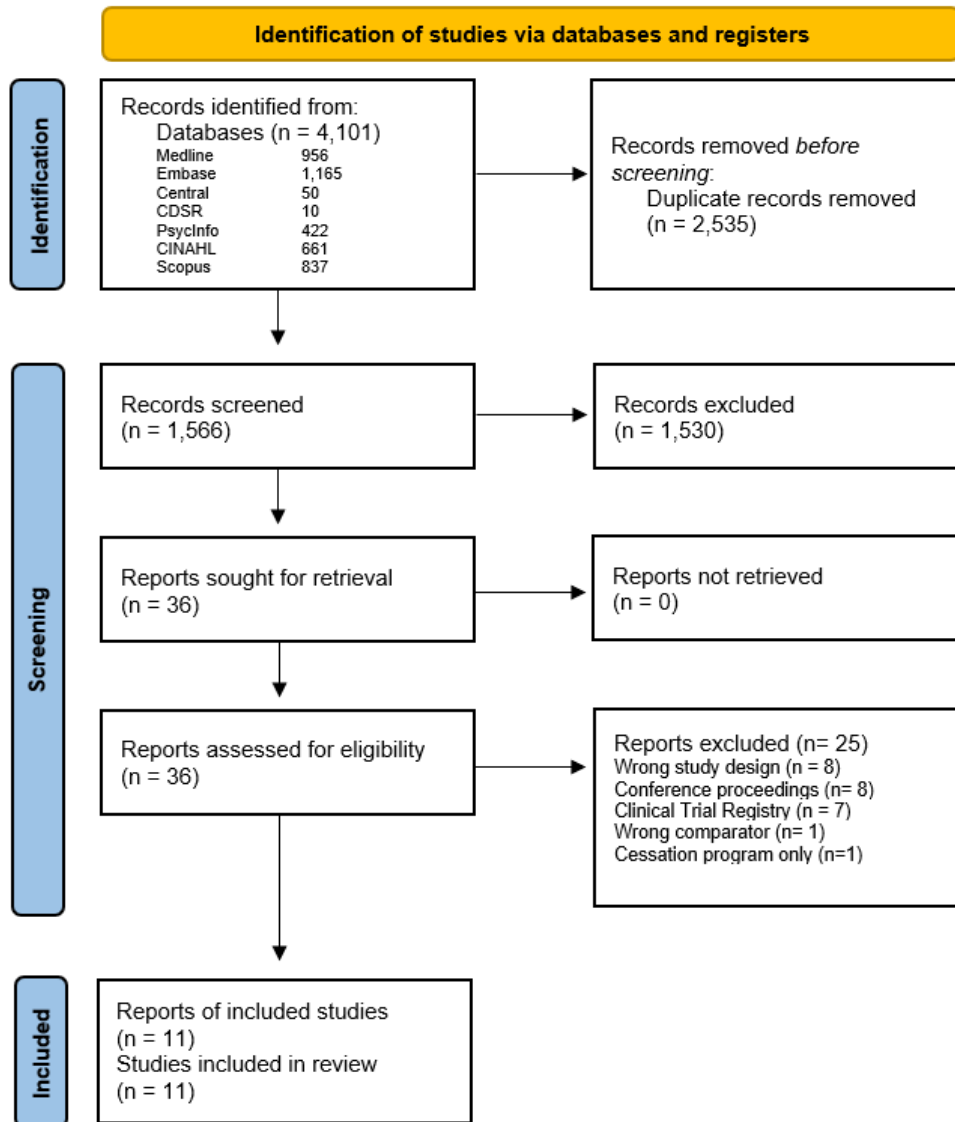 Identification of studies via databases and registers
Identification
Records identified from:
Databases (n = 4,101)
Medline 956
Embase 1,165
Central 50
CDSR 10
PsycInfo 422
CINAHL 661
Scopus 837
Records removed before
screening:
Duplicate records removed
(n = 2,535)
Screening
Records screened
(n = 1,566)
Records excluded
(n = 1,530)
Reports sought for retrieval
(n = 36)
Reports not retrieved
(n = 0)
Reports assessed for eligibility
(n = 36)
Reports excluded (n= 25)
Wrong study design (n = 8)
Conference proceedings (n= 8)
Clinical Trial Registry (n = 7)
Wrong comparator (n= 1)
Cessation program only (n=1)
Included
Reports of included studies
(n = 11)
Studies included in review
(n = 11)